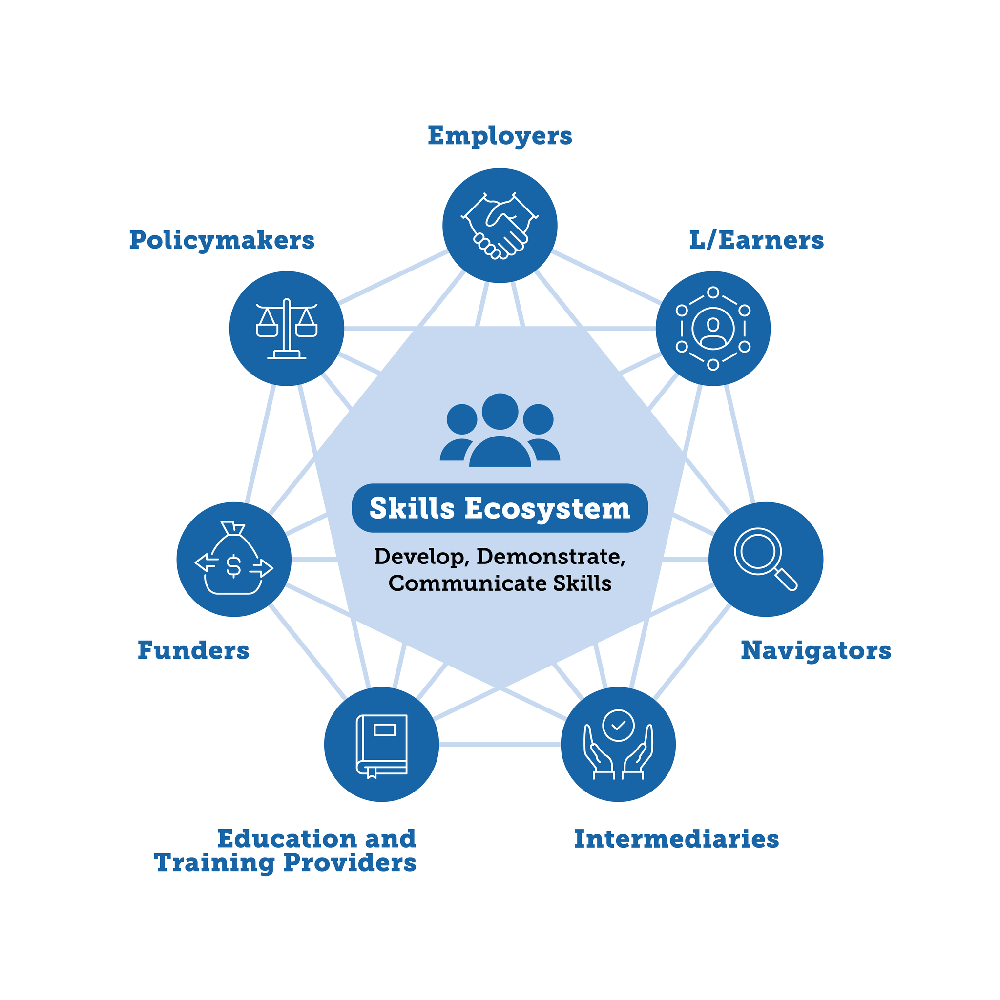 Employers
Policymakers
L/Earners
Skills Ecosystem
Develop, Demonstrate,
Communicate Skills
$
Funders
Navigators
Education and
Training Providers
Intermediaries